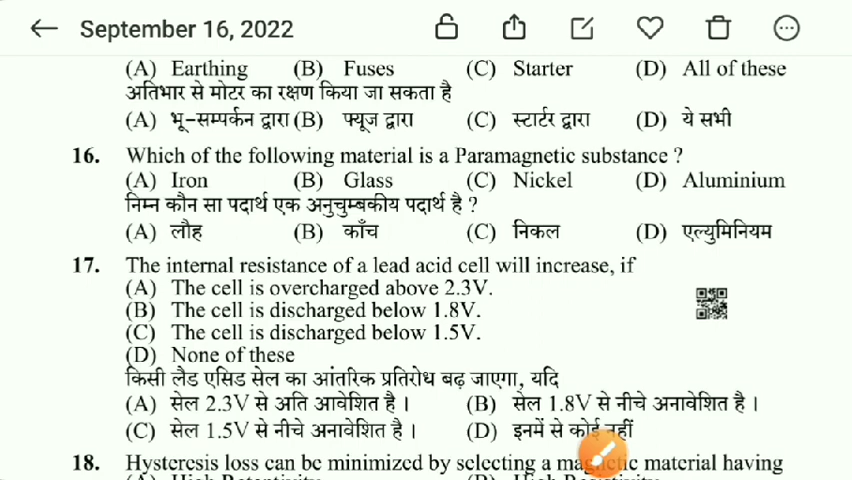 September 16, 2022
(A) Earthing (B) Fuses (C) Starter (D) All of these
अतिभार से मोटर का रक्षण किया जा सकता है
(A) भू–सम्पर्कन द्वारा (B) फ्यूज द्वारा (C) स्टार्टर द्वारा (D) ये सभी
16. Which of the following material is a Paramagnetic substance ?
(A) Iron (B) Glass (C) Nickel (D) Aluminium
निम्न कौन सा पदार्थ एक अनुचुम्बकीय पदार्थ है ?
(A) लौह (B) काँच (C) निकल (D) एल्युमिनियम
17. The internal resistance of a lead acid cell will increase, if
(A) The cell is overcharged above 2.3V.
(B) The cell is discharged below 1.8V.
(C) The cell is discharged below 1.5V.
(D) None of these
किसी लैड एसिड सेल का आंतरिक प्रतिरोध बढ़ जाएगा, यदि
(A) सेल 2.3V से अति आवेशित है । (B) सेल 1.8V से नीचे अनावेशित है ।
(C) सेल 1.5V से नीचे अनावेशित है । (D) इनमें से कोई नहीं
18. Hysteresis loss can be minimized by selecting a magnetic material having
(A) High Retentivity (B) High Resistivity